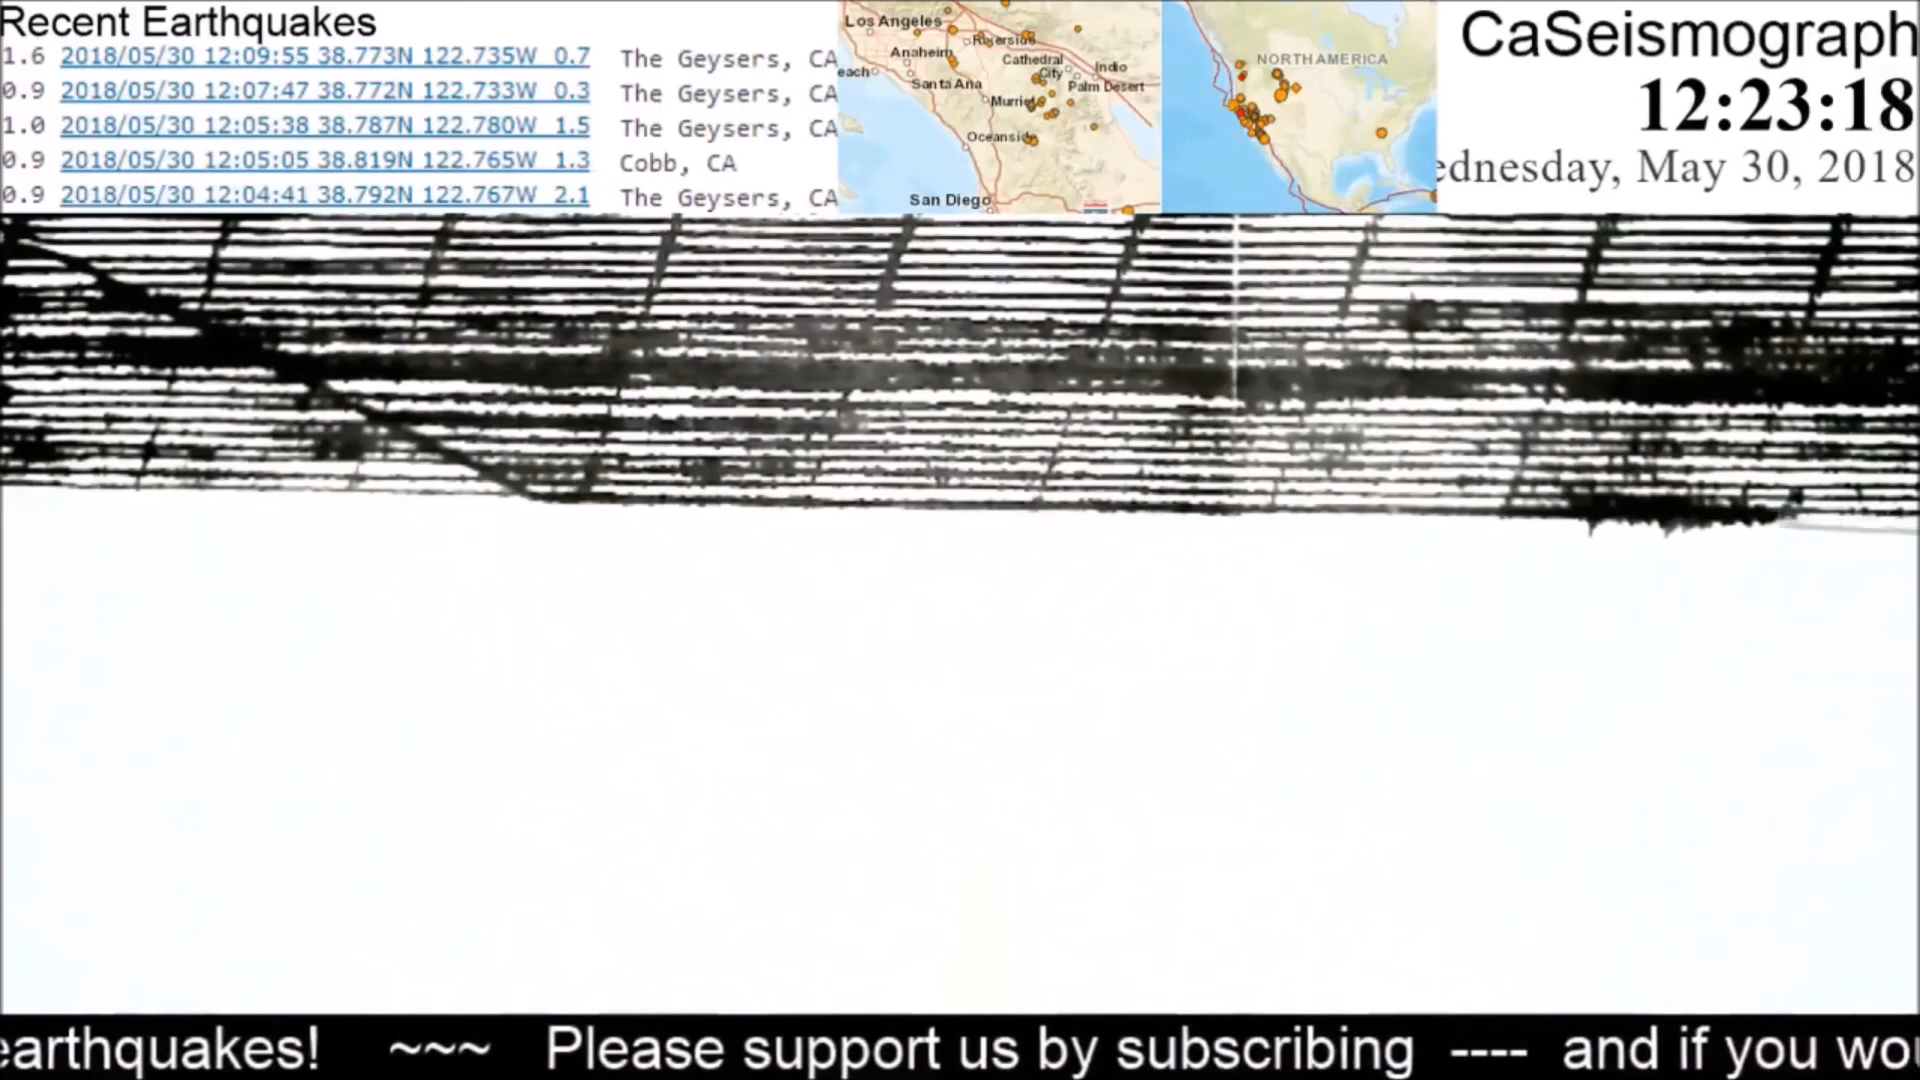 Recent Earthquakes
1.6 2018/05/30 12:09:55 38.773N 122.735W 0.7 The Geysers, CA
0.9 2018/05/30 12:07:47 38.772N 122.733W 0.3 The Geysers, CA
1.0 2018/05/30 12:05:38 38.787N 122.780W 1.5 The Geysers, CA
0.9 2018/05/30 12:05:05 38.819N 122.765W 1.3 Cobb, CA
0.9 2018/05/30 12:04:41 38.792N 122.767W 2.1 The Geysers, CA
Los Angeles
Riverside
Anaheim
Cathedral
City
Indio
each
Santa Ana
Palm Desert
Murrie
Oceanside
San Diego
NORTH AMERICA
CaSeismograph
12:23:18
ednesday, May 30, 2018
earthquakes! ~~~ Please support us by subscribing ---- and if you wou